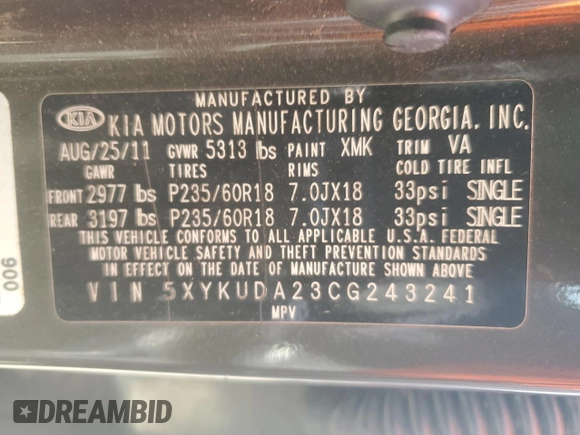 MANUFACTURED BY
KIA KIA MOTORS MANUFACTURING GEORGIA, INC.
AUG/25/11 GVWR 5313 lbs PAINT XMK TRIM VA
GAWR TIRES RIMS COLD TIRE INFL
FRONT 2977 lbs P235/60R18 7.0JX18 33psi SINGLE
REAR 3197 lbs P235/60R18 7.0JX18 33psi SINGLE
THIS VEHICLE CONFORMS TO ALL APPLICABLE U.S.A. FEDERAL
MOTOR VEHICLE SAFETY AND THEFT PREVENTION STANDARDS
IN EFFECT ON THE DATE OF MANUFACTURE SHOWN ABOVE
VIN 5XYKUDA23CG243241
MPV
006
DREAMBID